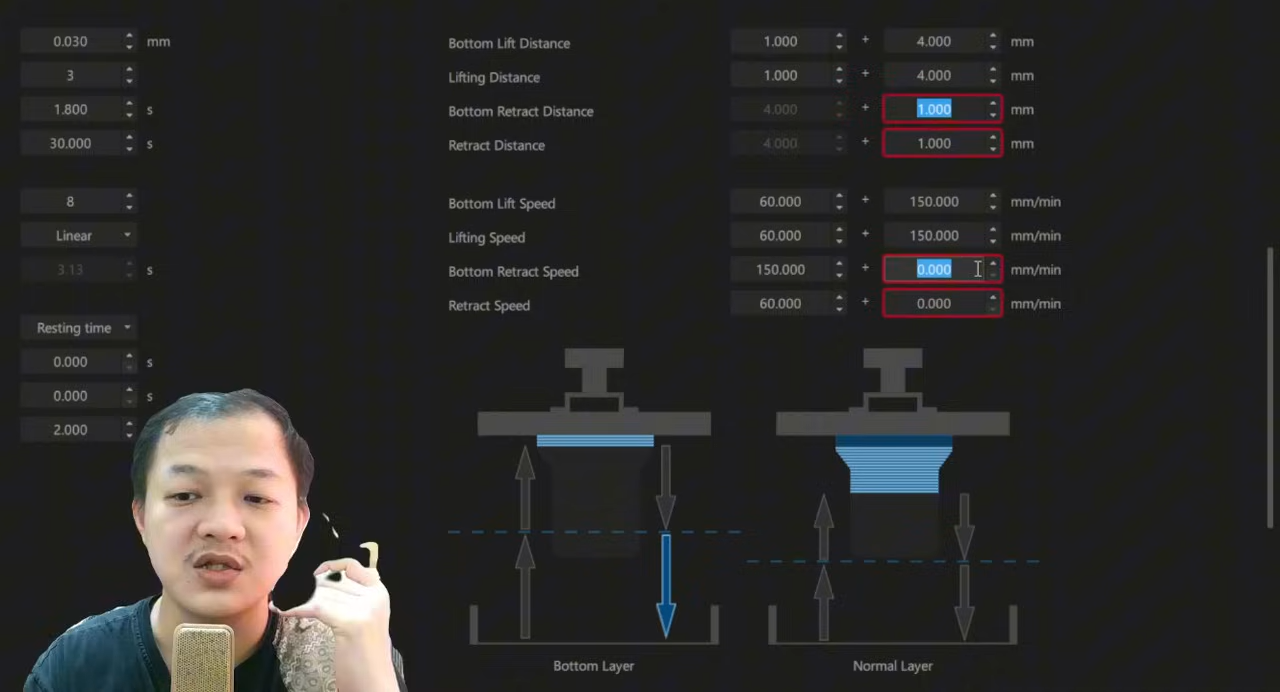 0.030 mm
3
1.800 s
30.000 s
8
Linear
3.13 s
Resting time
0.000 s
0.000 s
2.000
Bottom Lift Distance 1.000 + 4.000 mm
Lifting Distance 1.000 + 4.000 mm
Bottom Retract Distance 4.000 + 1.000 mm
Retract Distance 4.000 + 1.000 mm
Bottom Lift Speed 60.000 + 150.000 mm/min
Lifting Speed 60.000 + 150.000 mm/min
Bottom Retract Speed 150.000 + 0.000 mm/min
Retract Speed 60.000 + 0.000 mm/min
Bottom Layer
Normal Layer